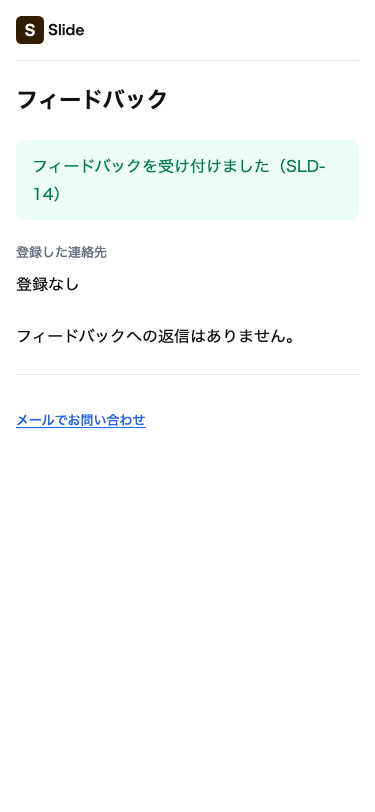 S Slide
フィードバック
フィードバックを受け付けました（SLD-
14）
登録した連絡先
登録なし
フィードバックへの返信はありません。
メールでお問い合わせ